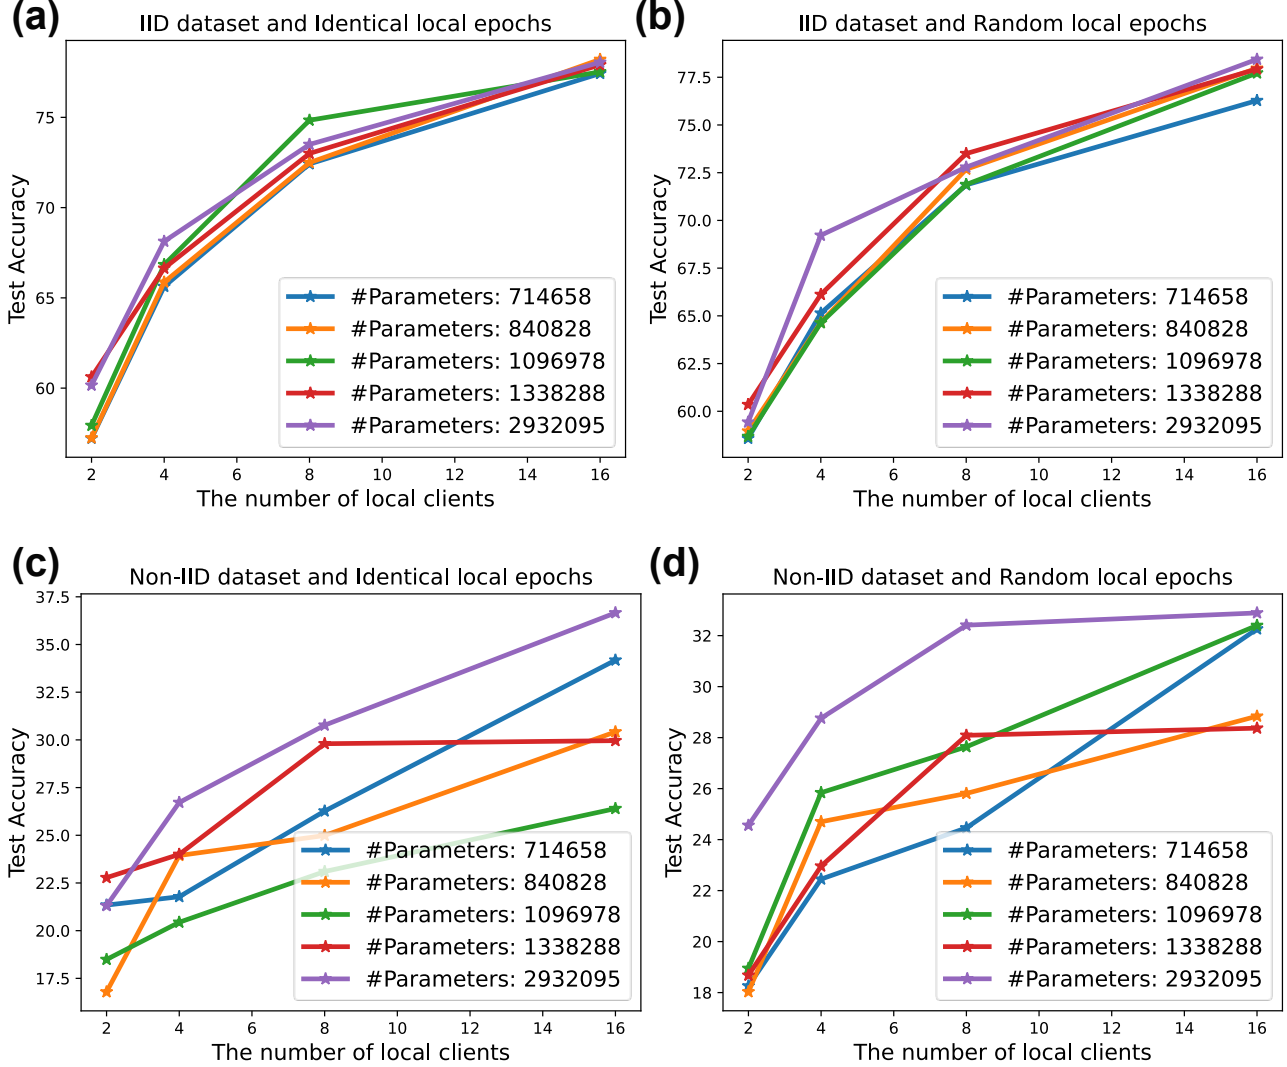 (a)
IID dataset and Identical local epochs
Test Accuracy
75
70
65
60
#Parameters: 714658
#Parameters: 840828
#Parameters: 1096978
#Parameters: 1338288
#Parameters: 2932095
2 4 6 8 10 12 14 16
The number of local clients
(b)
IID dataset and Random local epochs
Test Accuracy
77.5
75.0
72.5
70.0
67.5
65.0
62.5
60.0
#Parameters: 714658
#Parameters: 840828
#Parameters: 1096978
#Parameters: 1338288
#Parameters: 2932095
2 4 6 8 10 12 14 16
The number of local clients
(c)
Non-IID dataset and Identical local epochs
Test Accuracy
37.5
35.0
32.5
30.0
27.5
25.0
22.5
20.0
17.5
#Parameters: 714658
#Parameters: 840828
#Parameters: 1096978
#Parameters: 1338288
#Parameters: 2932095
2 4 6 8 10 12 14 16
The number of local clients
(d)
Non-IID dataset and Random local epochs
Test Accuracy
32
30
28
26
24
22
20
18
#Parameters: 714658
#Parameters: 840828
#Parameters: 1096978
#Parameters: 1338288
#Parameters: 2932095
2 4 6 8 10 12 14 16
The number of local clients